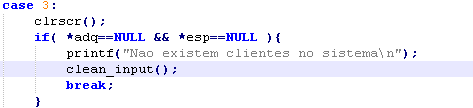 case 3:
clrscr();
if( *adq==NULL && *esp==NULL ){
printf("Nao existem clientes no sistema\n");
clean_input();
break;
}